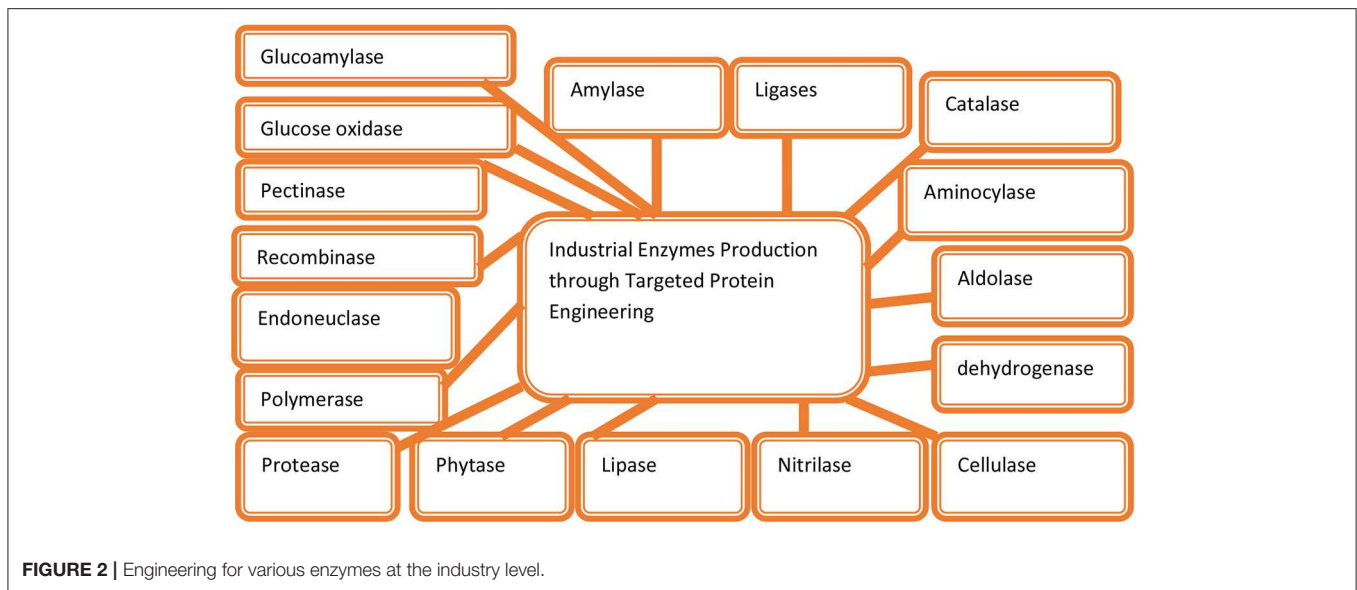 Glucoamylase
Amylase
Ligases
Catalase
Glucose oxidase
Pectinase
Aminocylase
Recombinase
Industrial Enzymes Production
through Targeted Protein
Engineering
Aldolase
Endoneuclase
dehydrogenase
Polymerase
Protease
Phytase
Lipase
Nitrilase
Cellulase
FIGURE 2 | Engineering for various enzymes at the industry level.